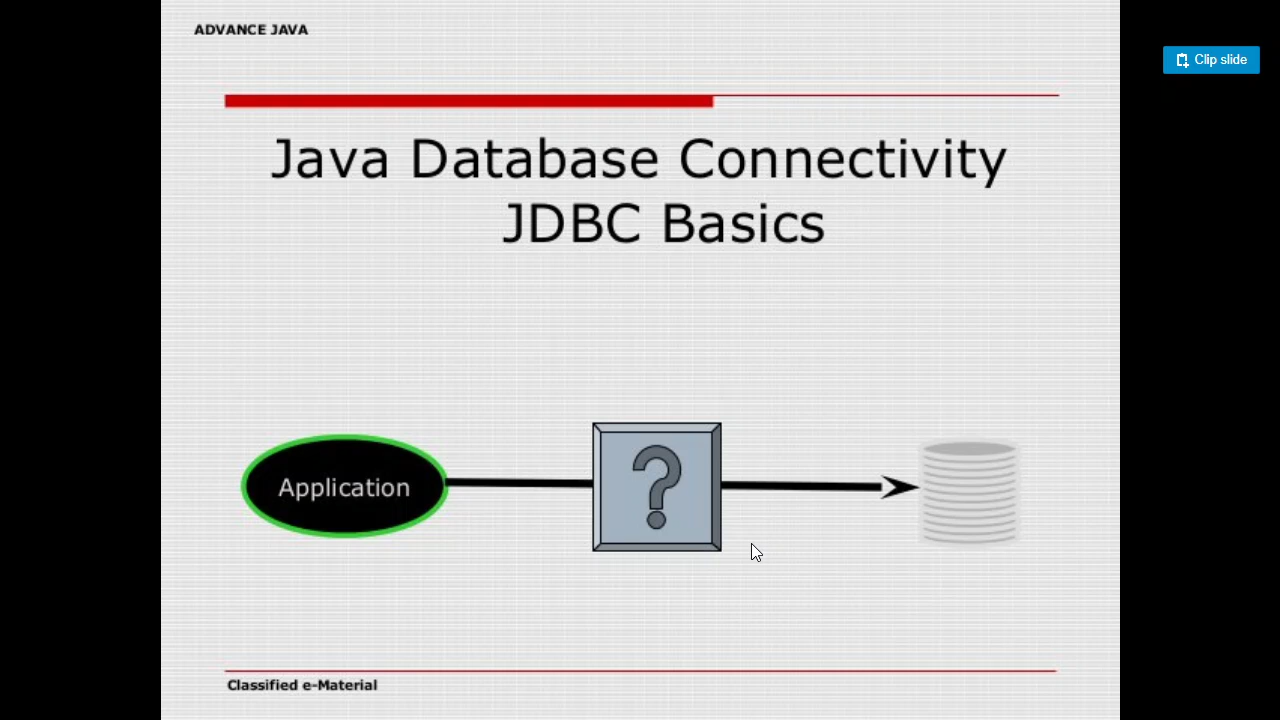 ADVANCE JAVA
Clip slide
Java Database Connectivity
JDBC Basics
Application
?
Classified e-Material